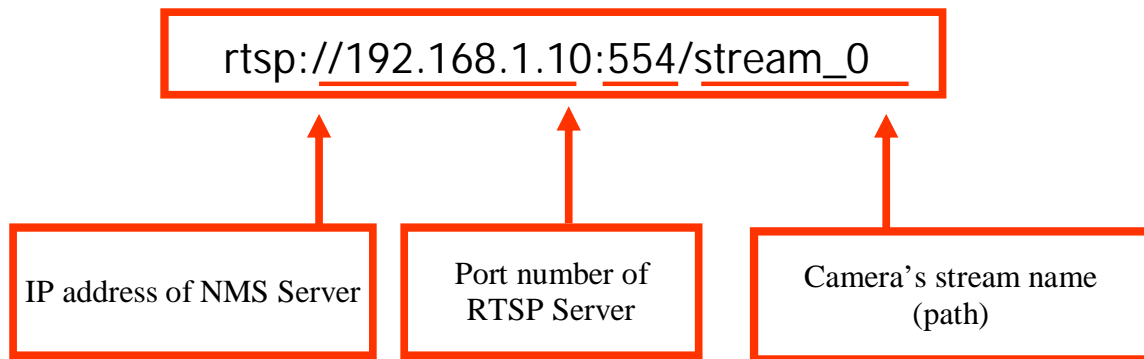 rtsp://192.168.1.10:554/stream_0
IP address of NMS Server
Port number of
RTSP Server
Camera’s stream name
(path)